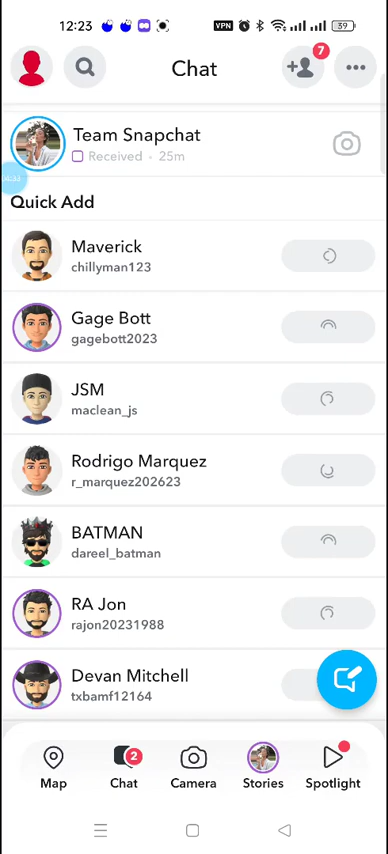 12:23
VPN
39
Chat
7
Team Snapchat
Received · 25m
Quick Add
Maverick
chillyman123
Gage Bott
gagebott2023
JSM
maclean_js
Rodrigo Marquez
r_marquez202623
BATMAN
dareel_batman
RA Jon
rajon20231988
Devan Mitchell
txbamf12164
2
Map
Chat
Camera
Stories
Spotlight